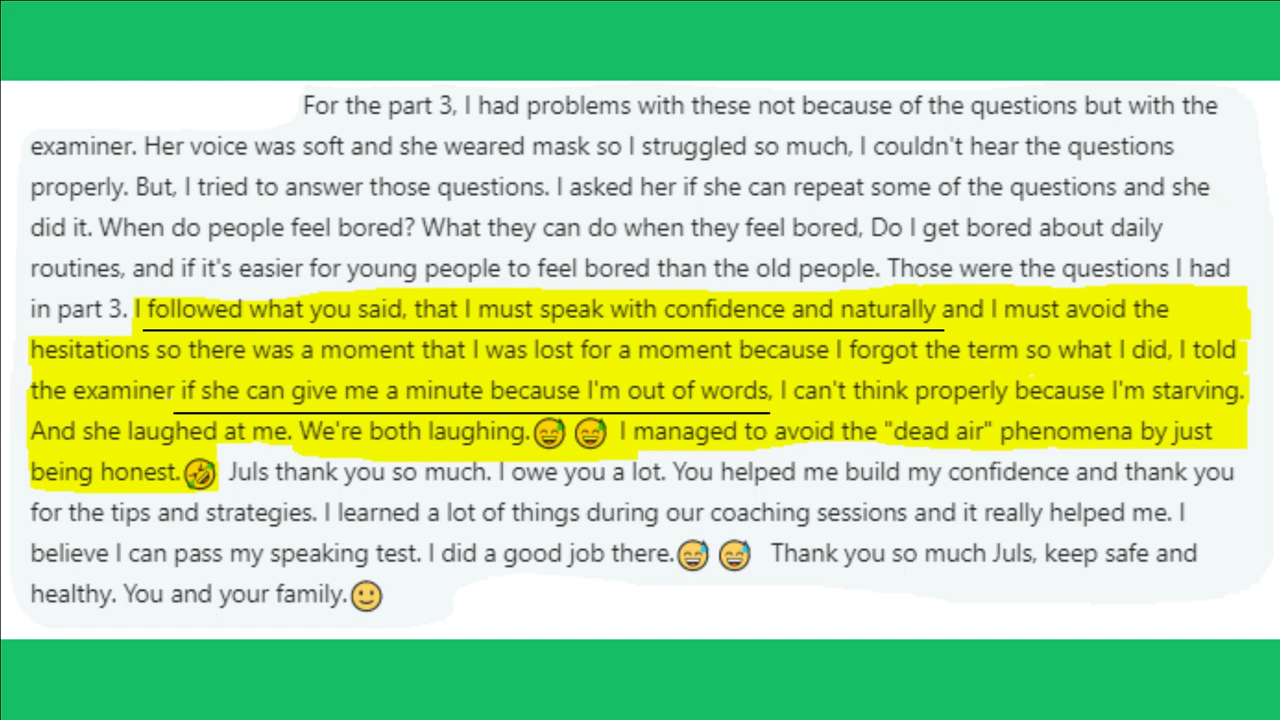 For the part 3, I had problems with these not because of the questions but with the
examiner. Her voice was soft and she weared mask so I struggled so much, I couldn't hear the questions
properly. But, I tried to answer those questions. I asked her if she can repeat some of the questions and she
did it. When do people feel bored? What they can do when they feel bored, Do I get bored about daily
routines, and if it's easier for young people to feel bored than the old people. Those were the questions I had
in part 3. I followed what you said, that I must speak with confidence and naturally and I must avoid the
hesitations so there was a moment that I was lost for a moment because I forgot the term so what I did, I told
the examiner if she can give me a minute because I'm out of words, I can't think properly because I'm starving.
And she laughed at me. We're both laughing.😅 😅 I managed to avoid the "dead air" phenomena by just
being honest.🤣 Juls thank you so much. I owe you a lot. You helped me build my confidence and thank you
for the tips and strategies. I learned a lot of things during our coaching sessions and it really helped me. I
believe I can pass my speaking test. I did a good job there.😅 😅 Thank you so much Juls, keep safe and
healthy. You and your family.🙂